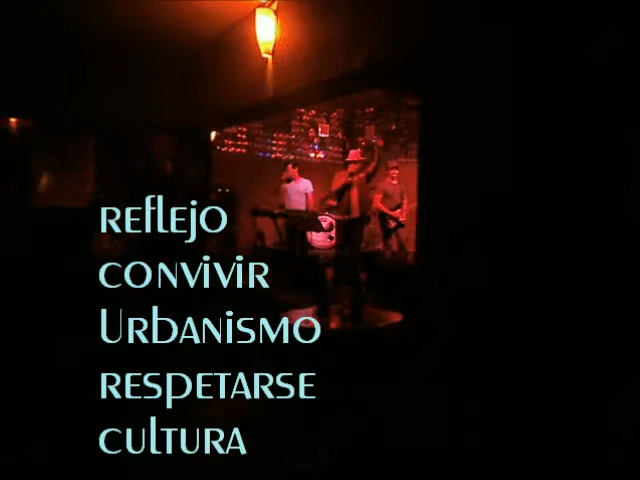 reflejo
convivir
Urbanismo
respetarse
cultura